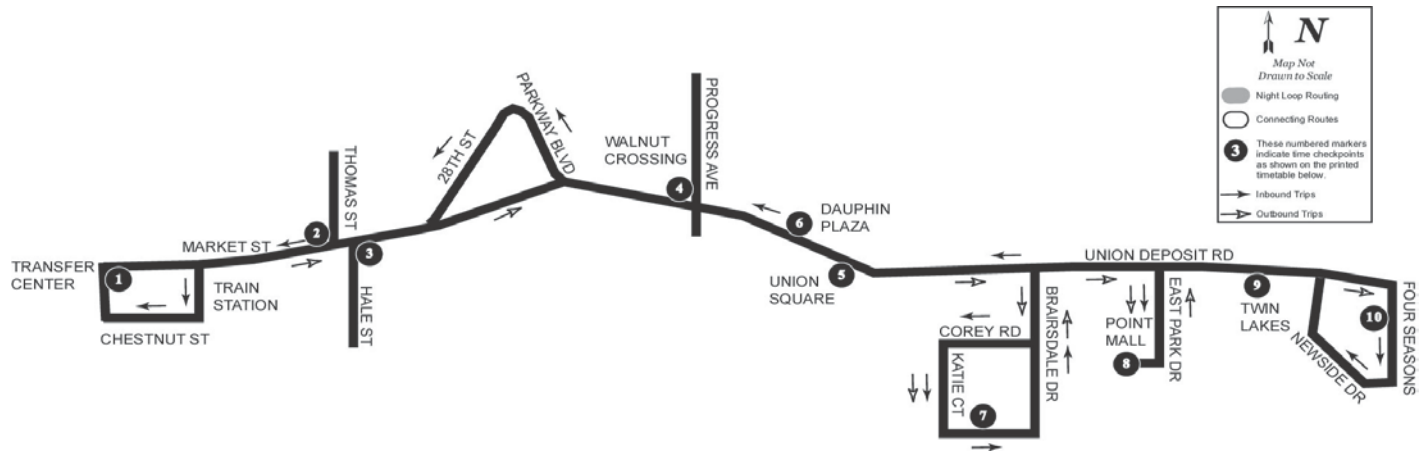 N
Map Not
Drawn to Scale
Night Loop Routing
Connecting Routes
3
These numbered markers
indicate time checkpoints
as shown on the printed
timetable below.
Inbound Trips
Outbound Trips
PARKWAY BLVD
28TH ST
PROGRESS AVE
WALNUT
CROSSING
4
THOMAS ST
2
MARKET ST
3
HALE ST
TRANSFER
CENTER
1
TRAIN
STATION
CHESTNUT ST
6
DAUPHIN
PLAZA
5
UNION
SQUARE
UNION DEPOSIT RD
BRAIRSDALE DR
COREY RD
KATIE CT
7
POINT
MALL
8
EAST PARK DR
9
TWIN
LAKES
NEWSIDE DR
10
FOUR SEASONS